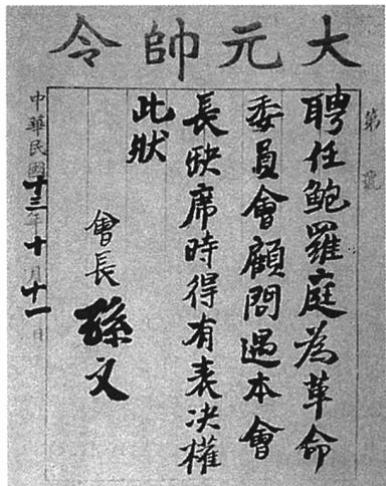 大元帥令
第 號
聘任鮑羅庭為革命
委員會顧問遇本會
長缺席時得有表决權
此狀
會長 孫文
中華民國十三年十月十一日